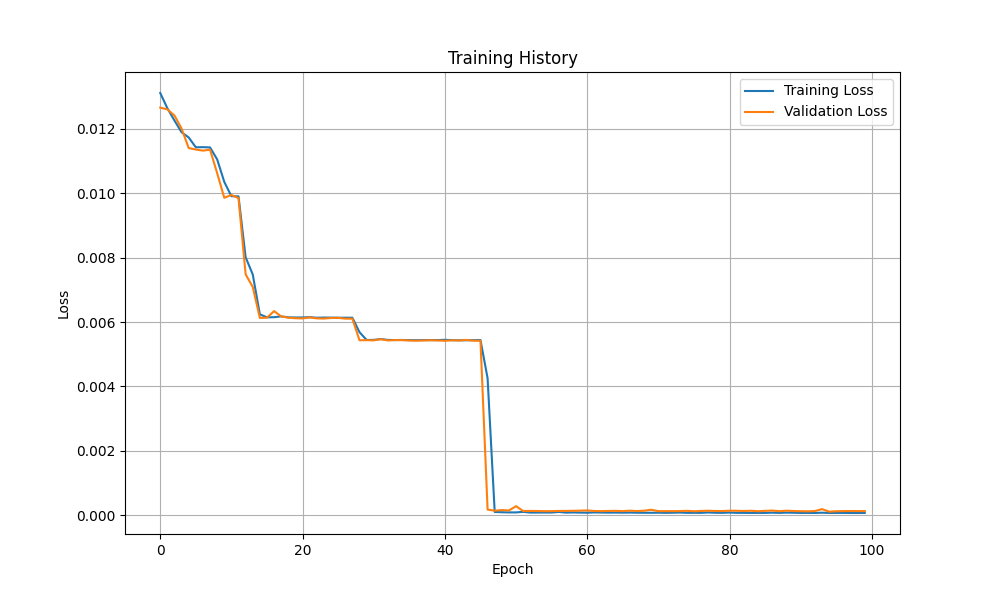 Training History
Training Loss
Validation Loss
Loss
0.012
0.010
0.008
0.006
0.004
0.002
0.000
0 20 40 60 80 100
Epoch